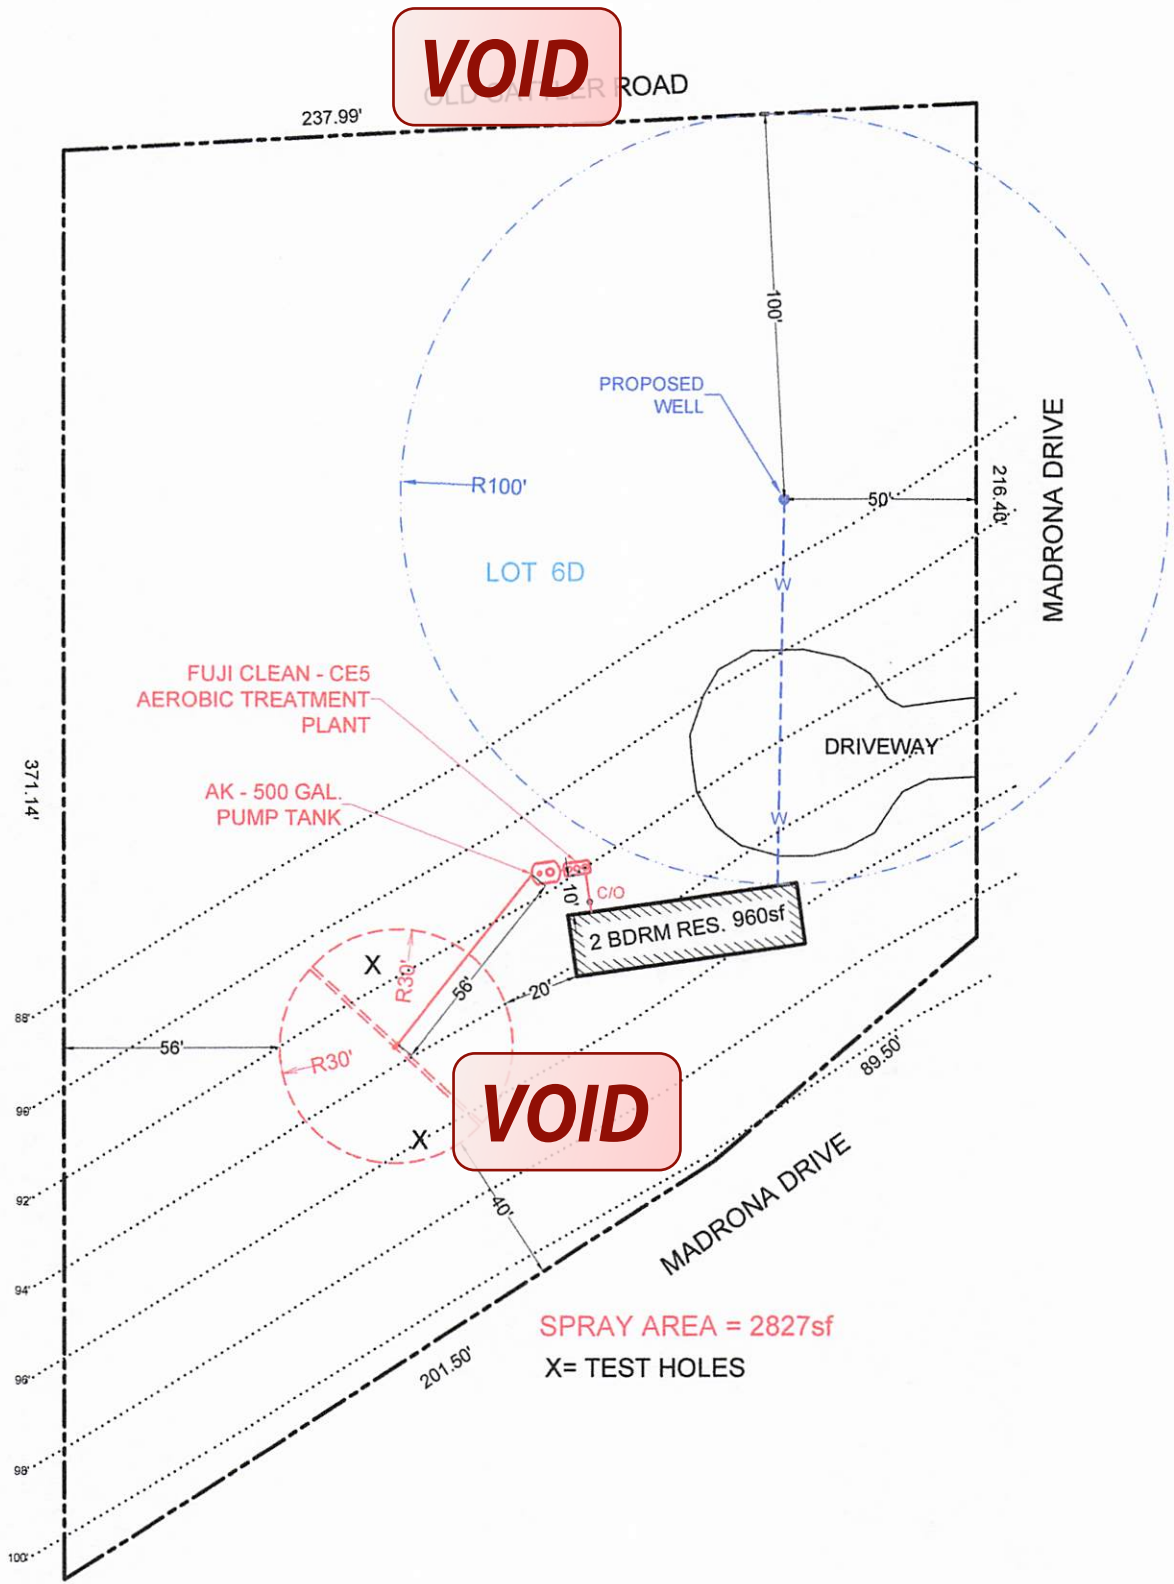 VOID
OLD CATTLER ROAD
237.99'
100'
PROPOSED
WELL
R100'
50'
216.40'
MADRONA DRIVE
LOT 6D
W
FUJI CLEAN - CE5
AEROBIC TREATMENT
PLANT
DRIVEWAY
371.14'
AK - 500 GAL.
PUMP TANK
W
10'
C/O
2 BDRM RES. 960sf
X
R30'
56'
20'
88'
56'
R30'
89.50'
VOID
96'
X
92'
40'
MADRONA DRIVE
94'
SPRAY AREA = 2827sf
X= TEST HOLES
201.50'
96'
98'
100'